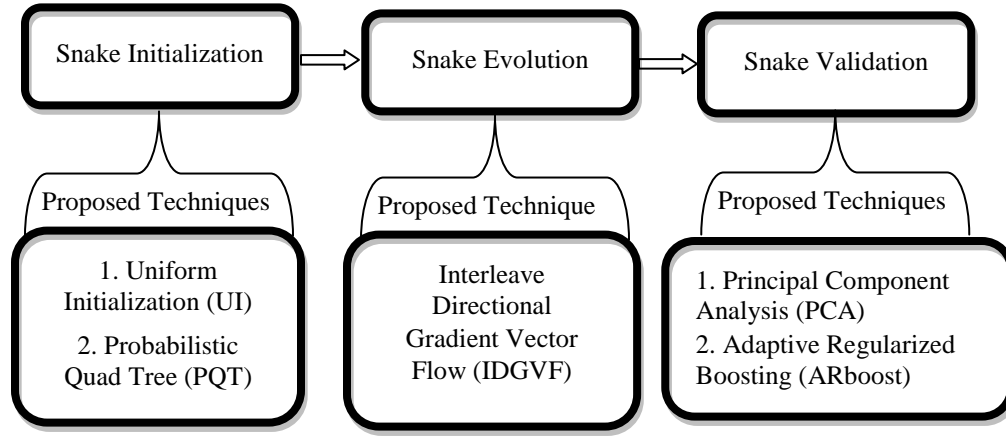 Snake Initialization
Snake Evolution
Snake Validation
Proposed Techniques
Proposed Technique
Proposed Techniques
1. Uniform
Initialization (UI)
2. Probabilistic
Quad Tree (PQT)
Interleave
Directional
Gradient Vector
Flow (IDGVF)
1. Principal Component
Analysis (PCA)
2. Adaptive Regularized
Boosting (ARboost)